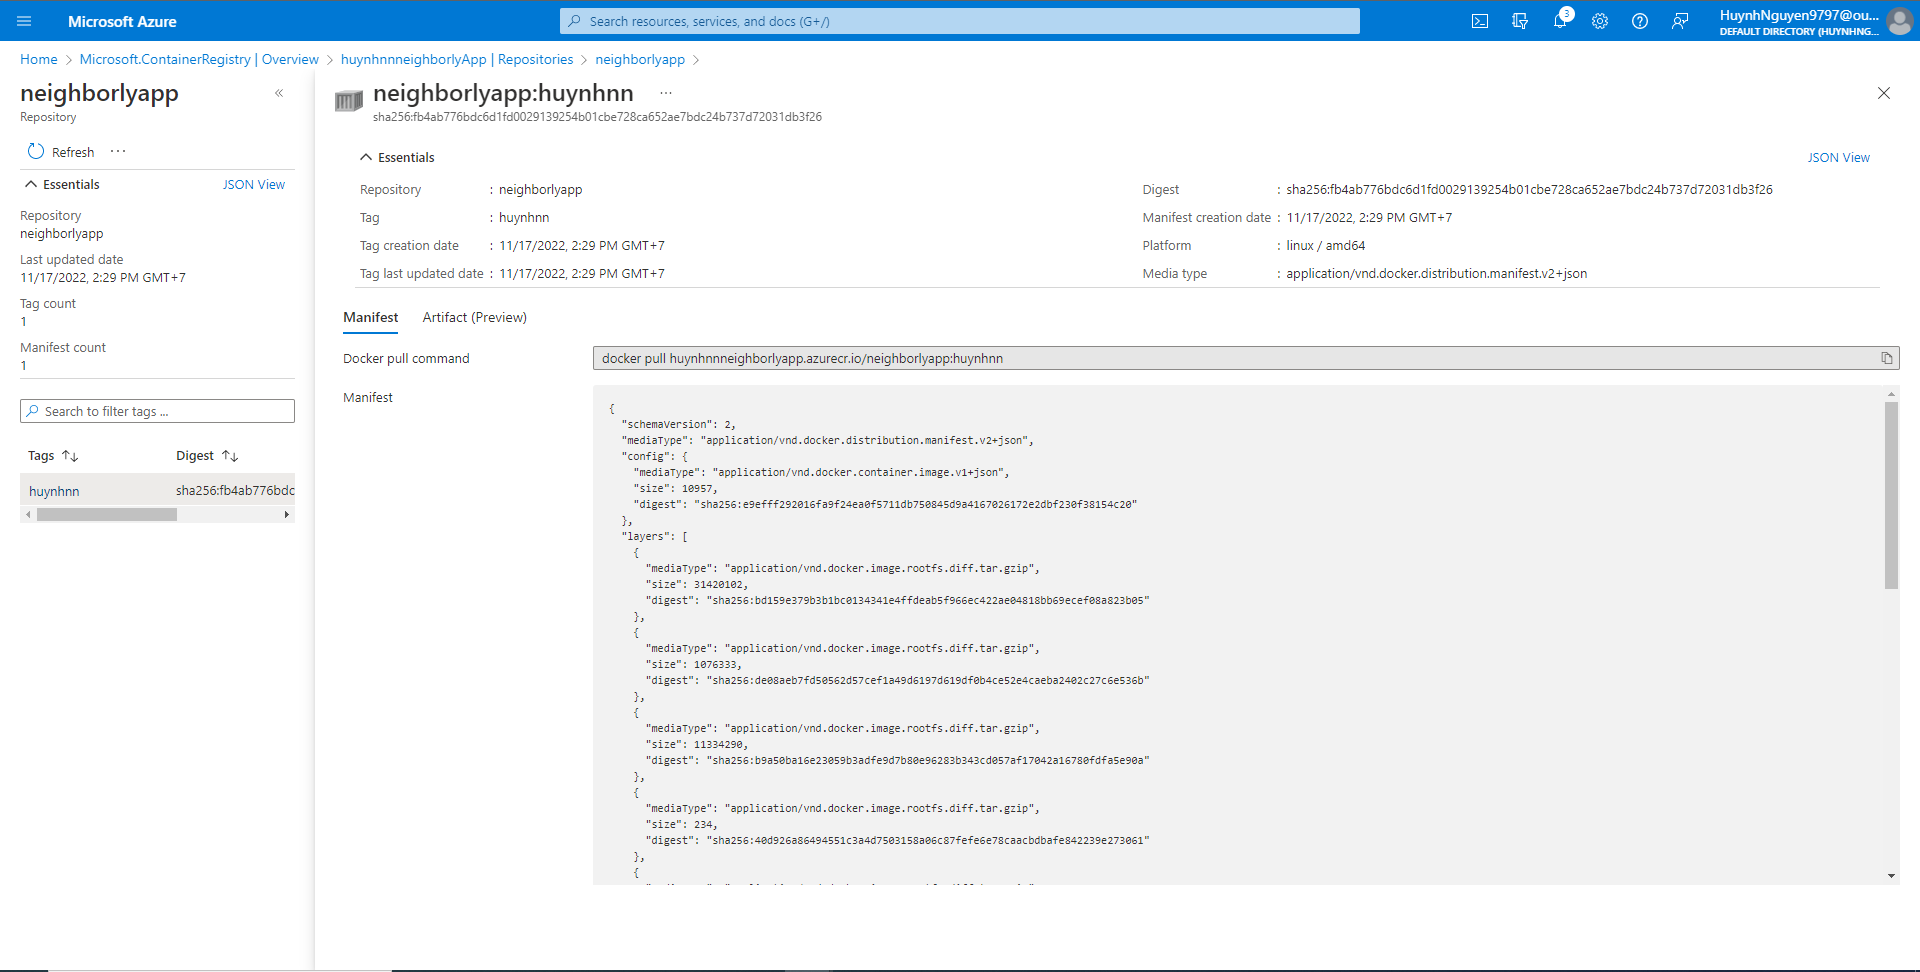 Microsoft Azure
Search resources, services, and docs (G+/)
3
HuynhNguyen9797@ou...
DEFAULT DIRECTORY (HUYNHNG...
Home > Microsoft.ContainerRegistry | Overview > huynhnnneighborlyApp | Repositories > neighborlyapp >
neighborlyapp
Repository
Refresh ...
Essentials JSON View
Repository
neighborlyapp
Last updated date
11/17/2022, 2:29 PM GMT+7
Tag count
1
Manifest count
1
Search to filter tags ...
Tags Digest
huynhnn sha256:fb4ab776bdc
neighborlyapp:huynhnn ...
sha256:fb4ab776bdc6d1fd0029139254b01cbe728ca652ae7bdc24b737d72031db3f26
Essentials JSON View
Repository : neighborlyapp
Tag : huynhnn
Tag creation date : 11/17/2022, 2:29 PM GMT+7
Tag last updated date : 11/17/2022, 2:29 PM GMT+7
Digest : sha256:fb4ab776bdc6d1fd0029139254b01cbe728ca652ae7bdc24b737d72031db3f26
Manifest creation date : 11/17/2022, 2:29 PM GMT+7
Platform : linux / amd64
Media type : application/vnd.docker.distribution.manifest.v2+json
Manifest Artifact (Preview)
Docker pull command docker pull huynhnnneighborlyapp.azurecr.io/neighborlyapp:huynhnn
Manifest
{
"schemaVersion": 2,
"mediaType": "application/vnd.docker.distribution.manifest.v2+json",
"config": {
"mediaType": "application/vnd.docker.container.image.v1+json",
"size": 10957,
"digest": "sha256:e9efff292016fa9f24ea0f5711db750845d9a4167026172e2dbf230f38154c20"
},
"layers": [
{
"mediaType": "application/vnd.docker.image.rootfs.diff.tar.gzip",
"size": 31420102,
"digest": "sha256:bd159e379b3b1bc0134341e4ffdeab5f966ec422ae04818bb69ecef08a823b05"
},
{
"mediaType": "application/vnd.docker.image.rootfs.diff.tar.gzip",
"size": 1076333,
"digest": "sha256:de08aeb7fd50562d57cef1a49d6197d619df0b4ce52e4caeba2402c27c6e536b"
},
{
"mediaType": "application/vnd.docker.image.rootfs.diff.tar.gzip",
"size": 11334290,
"digest": "sha256:b9a50ba16e23059b3adfe9d7b80e96283b343cd057af17042a16780fdfa5e90a"
},
{
"mediaType": "application/vnd.docker.image.rootfs.diff.tar.gzip",
"size": 234,
"digest": "sha256:40d926a86494551c3a4d7503158a06c87fefe6e78caacbdbafe842239e273061"
},
{